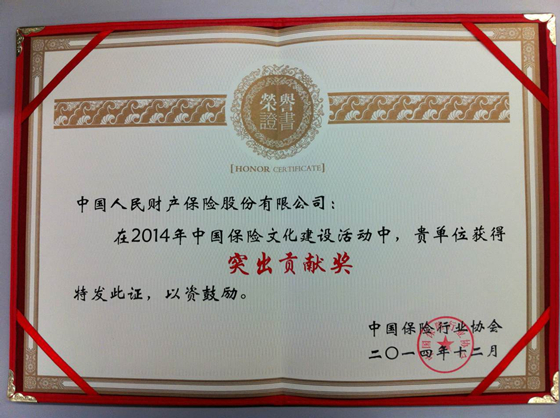 榮譽
證書
[HONOR CERTIFICATE]
中国人民财产保险股份有限公司：
在2014年中国保险文化建设活动中，贵单位获得
突出贡献奖
特发此证，以资鼓励。
中国保险行业协会
二〇一四年十二月